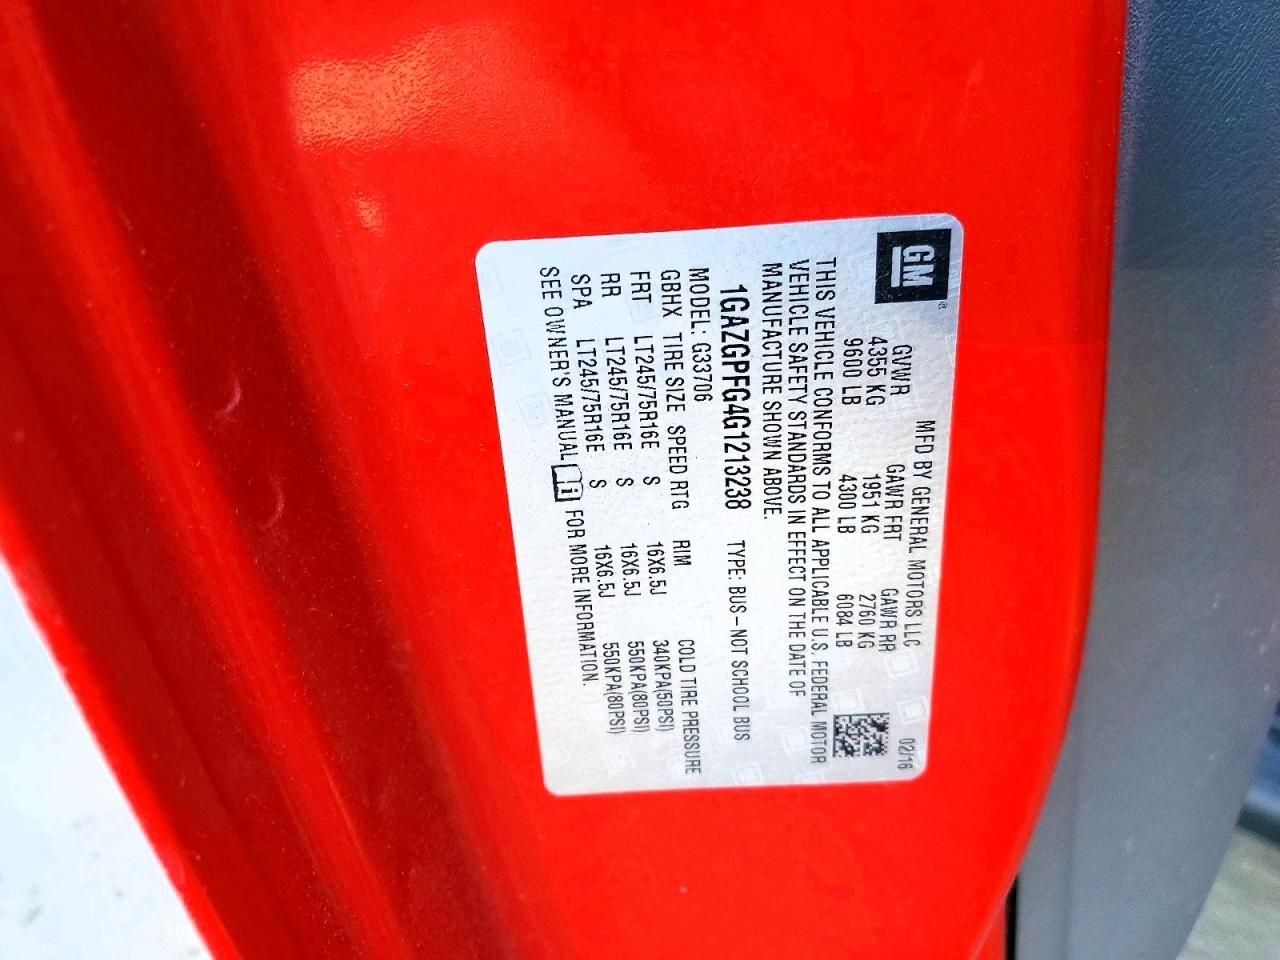 GM
®
MFD BY GENERAL MOTORS LLC 02/16
GVWR GAWR FRT GAWR RR
4355 KG 1951 KG 2760 KG
9600 LB 4300 LB 6084 LB
THIS VEHICLE CONFORMS TO ALL APPLICABLE U.S. FEDERAL MOTOR
VEHICLE SAFETY STANDARDS IN EFFECT ON THE DATE OF
MANUFACTURE SHOWN ABOVE.
1GAZGPFG4G1213238 TYPE: BUS – NOT SCHOOL BUS
MODEL: G33706
GBHX TIRE SIZE SPEED RTG RIM COLD TIRE PRESSURE
FRT LT245/75R16E S 16X6.5J 340KPA(50PSI)
RR LT245/75R16E S 16X6.5J 550KPA(80PSI)
SPA LT245/75R16E S 16X6.5J 550KPA(80PSI)
SEE OWNER'S MANUAL i FOR MORE INFORMATION.